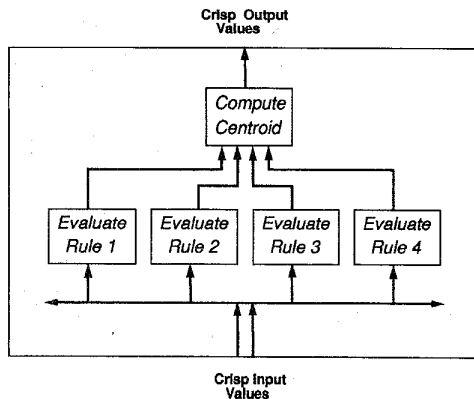 Crisp Output
Values
Compute
Centroid
Evaluate
Rule 1
Evaluate
Rule 2
Evaluate
Rule 3
Evaluate
Rule 4
Crisp Input
Values